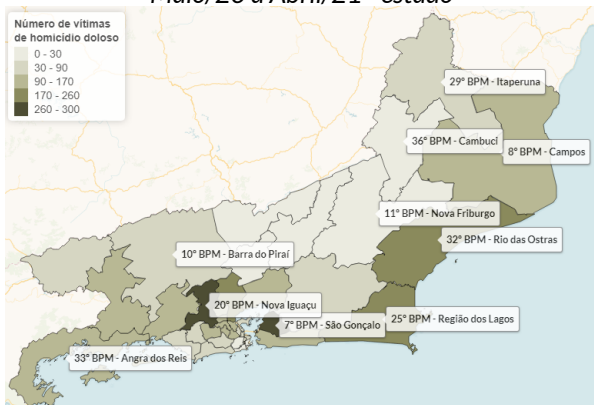 Maio/20 a Abril/21 - estado
Número de vítimas
de homicídio doloso
0 - 30
30 - 90
90 - 170
170 - 260
260 - 300
29º BPM - Itaperuna
36º BPM - Cambuci
8º BPM - Campos
11º BPM - Nova Friburgo
32º BPM - Rio das Ostras
10º BPM - Barra do Piraí
20º BPM - Nova Iguaçu
25º BPM - Região dos Lagos
7º BPM - São Gonçalo
33º BPM - Angra dos Reis